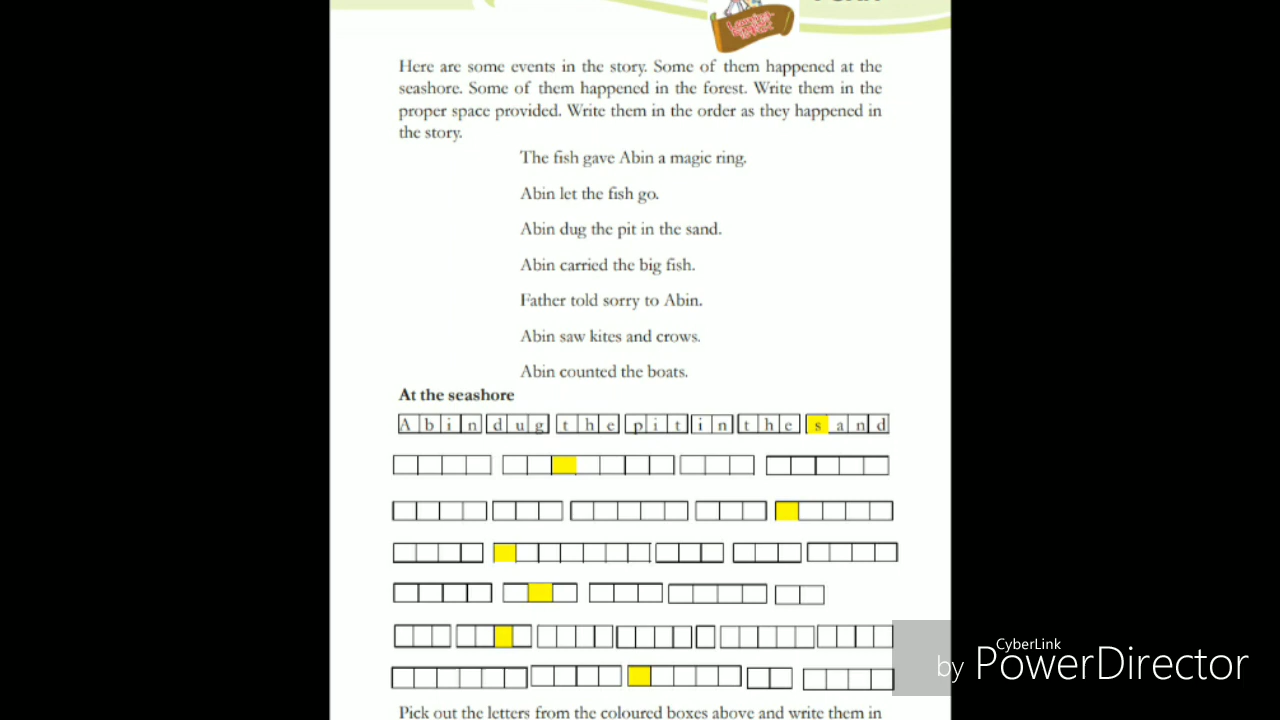 Here are some events in the story. Some of them happened at the
seashore. Some of them happened in the forest. Write them in the
proper space provided. Write them in the order as they happened in
the story.
The fish gave Abin a magic ring.
Abin let the fish go.
Abin dug the pit in the sand.
Abin carried the big fish.
Father told sorry to Abin.
Abin saw kites and crows.
Abin counted the boats.
At the seashore
Abin dug the pit in the sand
Pick out the letters from the coloured boxes above and write them in
CyberLink
by PowerDirector